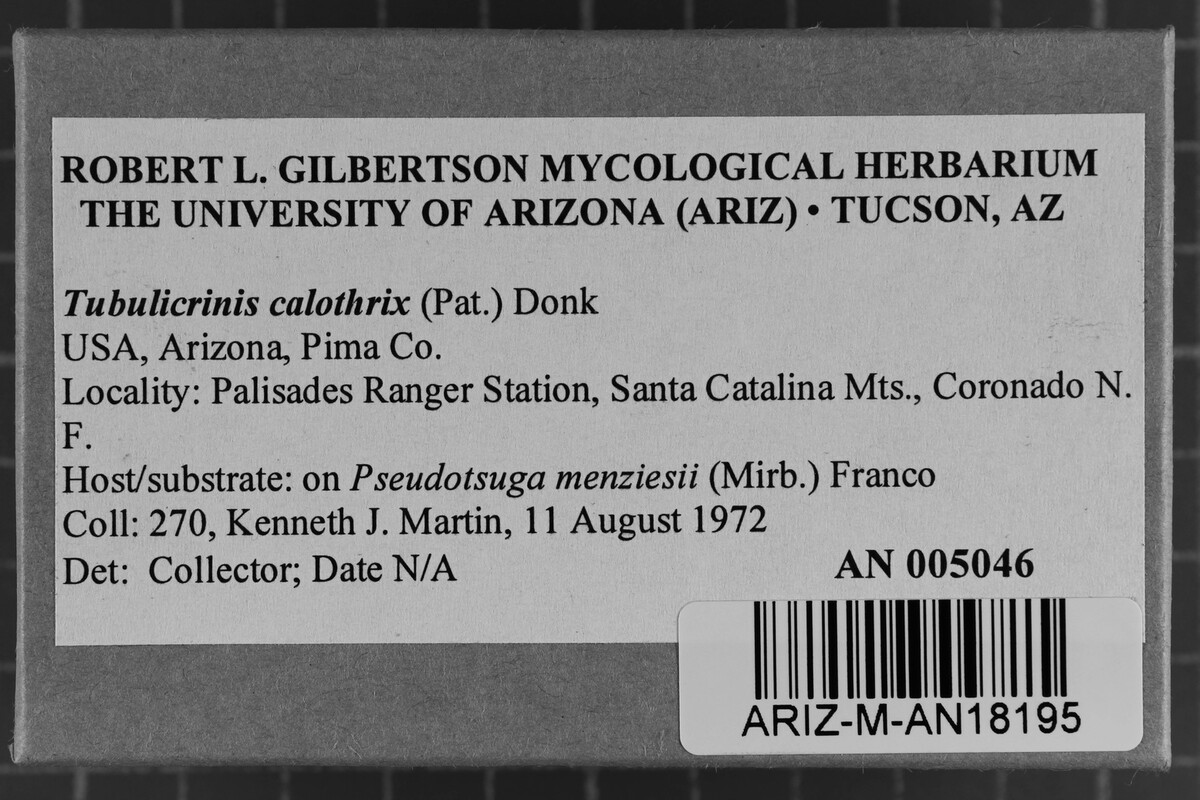 ROBERT L. GILBERTSON MYCOLOGICAL HERBARIUM
THE UNIVERSITY OF ARIZONA (ARIZ) • TUCSON, AZ
Tubulicrinis calothrix (Pat.) Donk
USA, Arizona, Pima Co.
Locality: Palisades Ranger Station, Santa Catalina Mts., Coronado N.
F.
Host/substrate: on Pseudotsuga menziesii (Mirb.) Franco
Coll: 270, Kenneth J. Martin, 11 August 1972
Det: Collector; Date N/A
AN 005046
ARIZ-M-AN18195